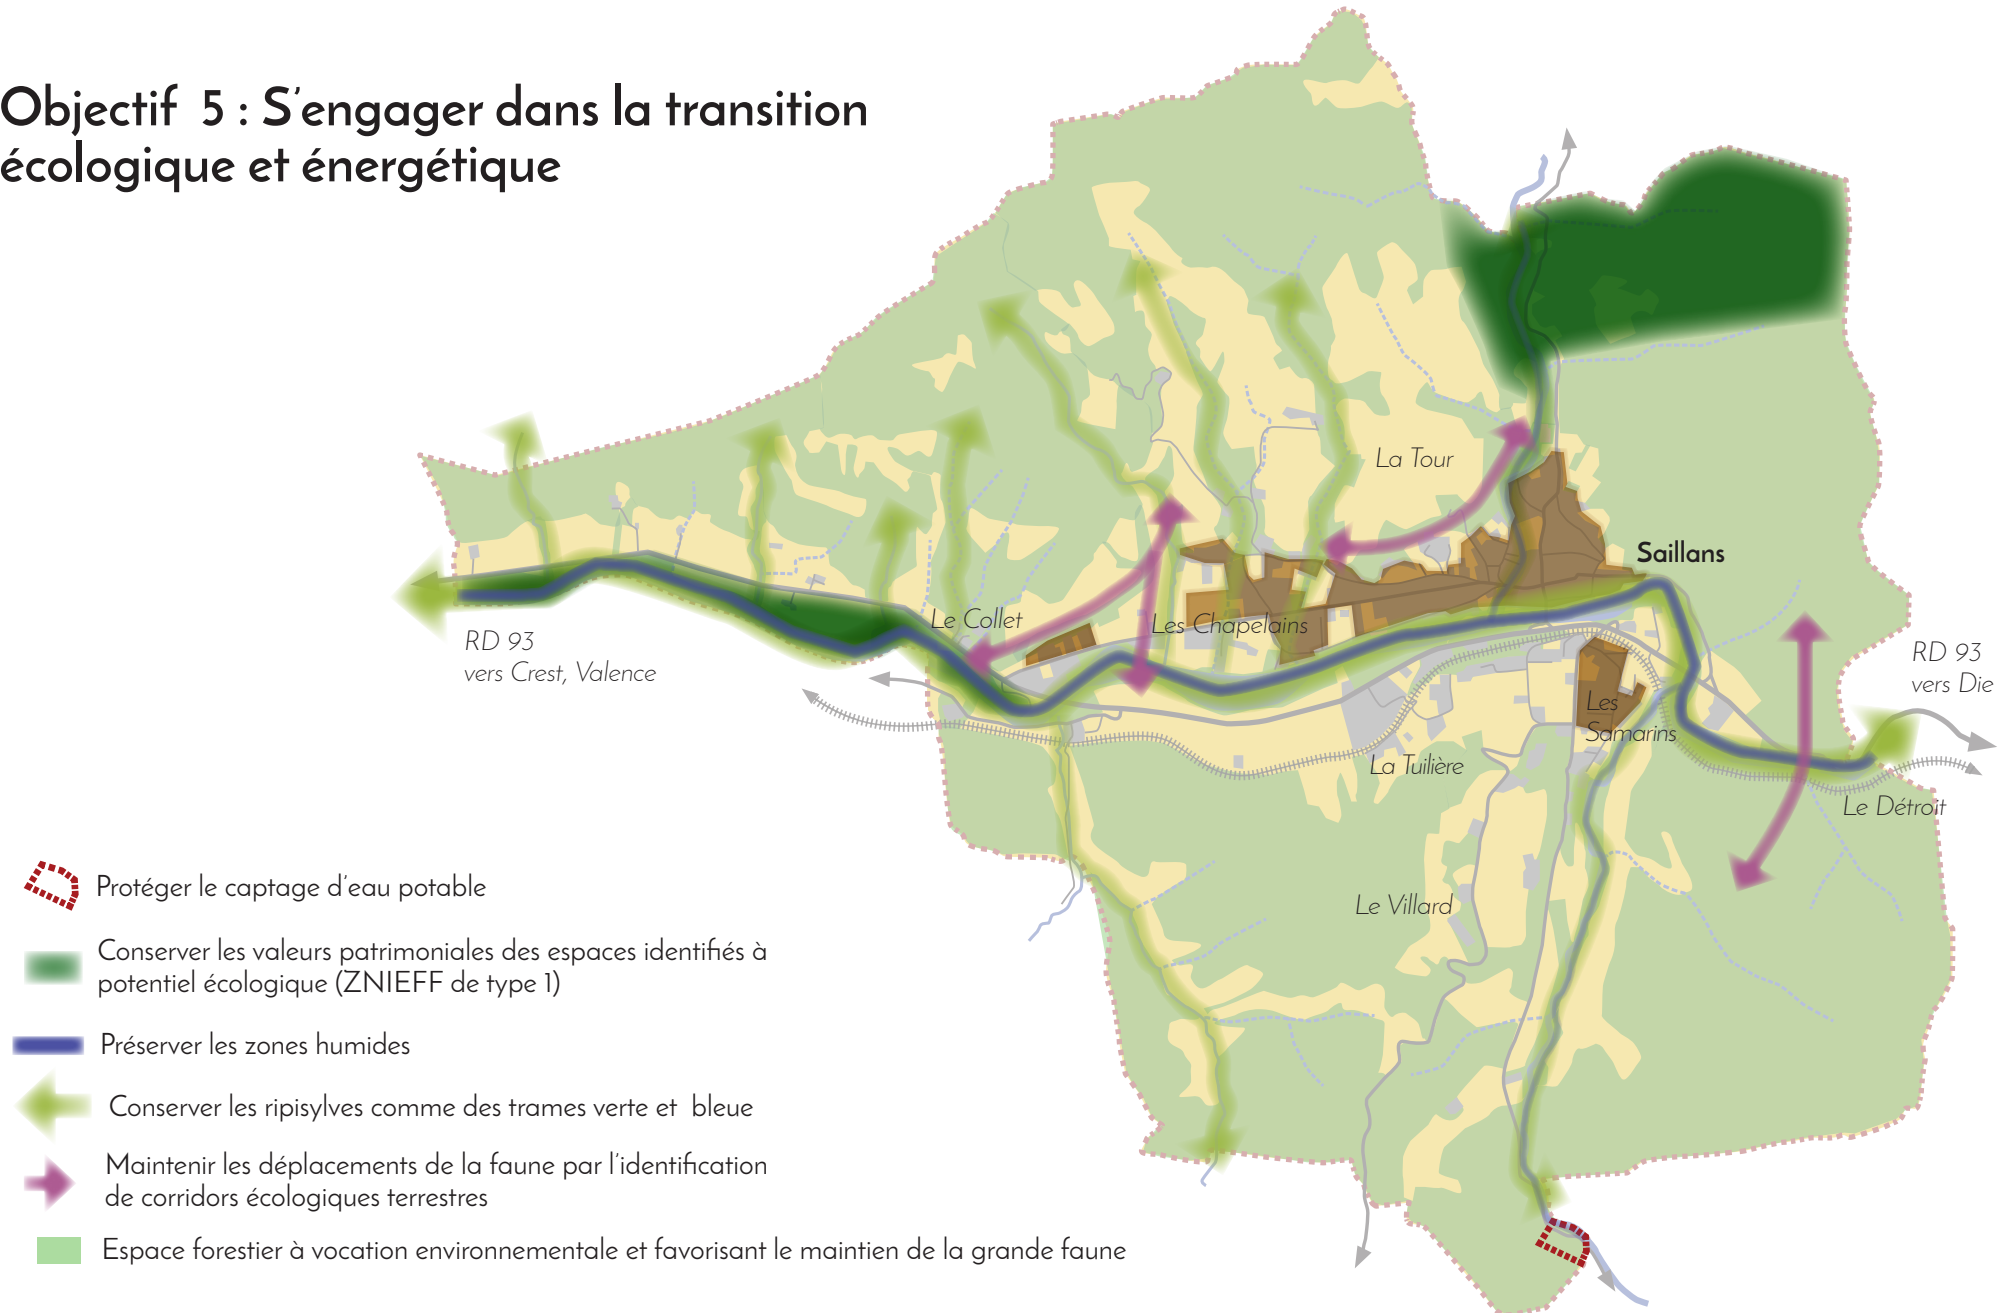 Objectif 5 : S'engager dans la transition
écologique et énergétique
La Tour
Saillans
Le Collet
Les Chapelains
RD 93
vers Crest, Valence
RD 93
vers Die
Les
Samarins
La Tuilière
Le Détroit
Le Villard
Protéger le captage d'eau potable
Conserver les valeurs patrimoniales des espaces identifiés à
potentiel écologique (ZNIEFF de type 1)
Préserver les zones humides
Conserver les ripisylves comme des trames verte et bleue
Maintenir les déplacements de la faune par l'identification
de corridors écologiques terrestres
Espace forestier à vocation environnementale et favorisant le maintien de la grande faune